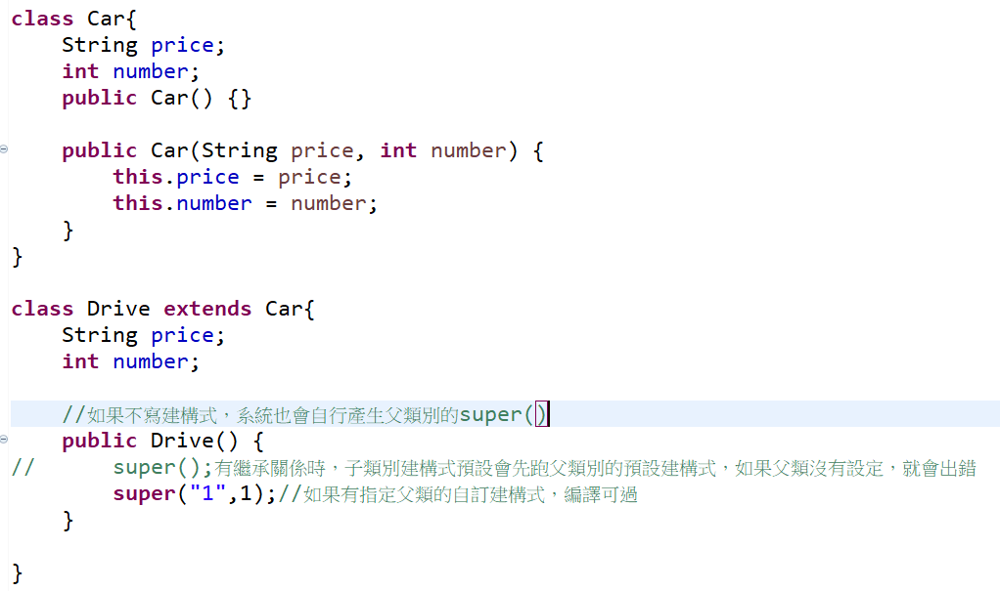 class Car{
    String price;
    int number;
    public Car() {}

    public Car(String price, int number) {
        this.price = price;
        this.number = number;
    }
}

class Drive extends Car{
    String price;
    int number;

    //如果不寫建構式，系統也會自行產生父類別的super()
    public Drive() {
//      super();有繼承關係時，子類別建構式預設會先跑父類別的預設建構式，如果父類沒有設定，就會出錯
        super("1",1);//如果有指定父類的自訂建構式，編譯可過
    }

}